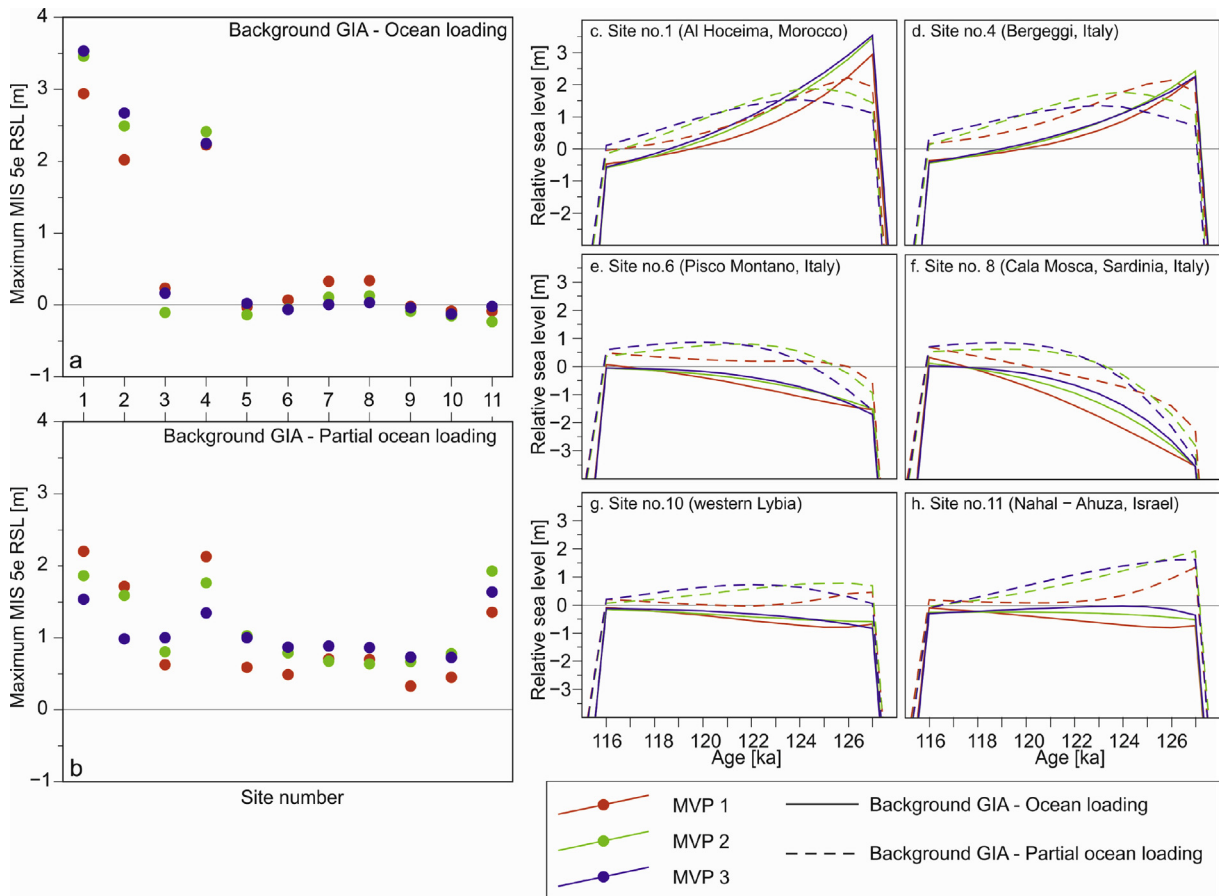 Background GIA - Ocean loading
4
3
2
1
0
−1
Maximum MIS 5e RSL [m]
a
1 2 3 4 5 6 7 8 9 10 11
Background GIA - Partial ocean loading
4
3
2
1
0
−1
Maximum MIS 5e RSL [m]
b
Site number
c. Site no.1 (Al Hoceima, Morocco)
d. Site no.4 (Bergeggi, Italy)
3
2
1
0
−1
−2
Relative sea level [m]
e. Site no.6 (Pisco Montano, Italy)
f. Site no. 8 (Cala Mosca, Sardinia, Italy)
3
2
1
0
−1
−2
−3
Relative sea level [m]
Relative sea level [m]
g. Site no.10 (western Lybia)
h. Site no.11 (Nahal − Ahuza, Israel)
3
2
1
0
−1
−2
−3
Relative sea level [m]
Relative sea level [m]
116 118 120 122 124 126
116 118 120 122 124 126
Age [ka]
Age [ka]
MVP 1
Background GIA - Ocean loading
MVP 2
Background GIA - Partial ocean loading
MVP 3